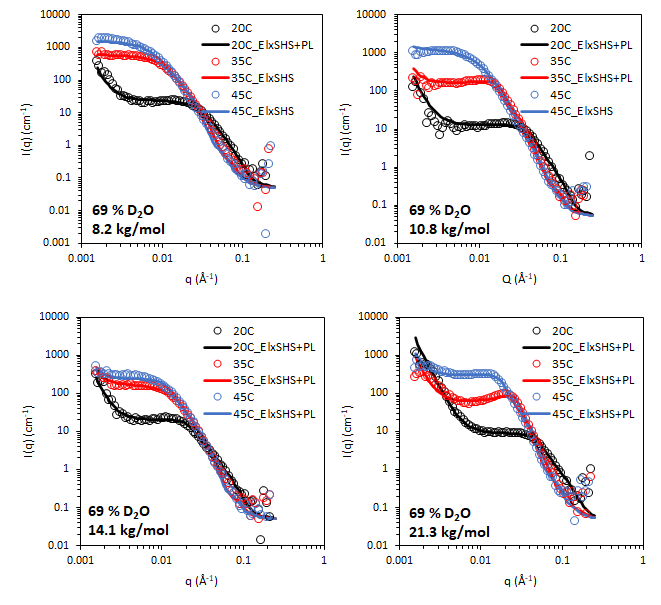 10000
1000
100
10
1
0.1
0.01
0.001
I(q) (cm-1)
20C
20C_ElxSHS+PL
35C
35C_ElxSHS
45C
45C_ElxSHS
69 % D2O
8.2 kg/mol
0.001 0.01 0.1 1
q (Å-1)
10000
1000
100
10
1
0.1
0.01
I(q) (cm-1)
20C
20C_ElxSHS+PL
35C
35C_ElxSHS+PL
45C
45C_ElxSHS
69 % D2O
10.8 kg/mol
0.001 0.01 0.1 1
Q (Å-1)
10000
1000
100
10
1
0.1
0.01
I(q) (cm-1)
20C
20C_ElxSHS+PL
35C
35C_ElxSHS+PL
45C
45C_ElxSHS+PL
69 % D2O
14.1 kg/mol
0.001 0.01 0.1 1
q (Å-1)
10000
1000
100
10
1
0.1
0.01
I(q) (cm-1)
20C
20C_ElxSHS+PL
35C
35C_ElxSHS+PL
45C
45C_ElxSHS+PL
69 % D2O
21.3 kg/mol
0.001 0.01 0.1 1
q (Å-1)